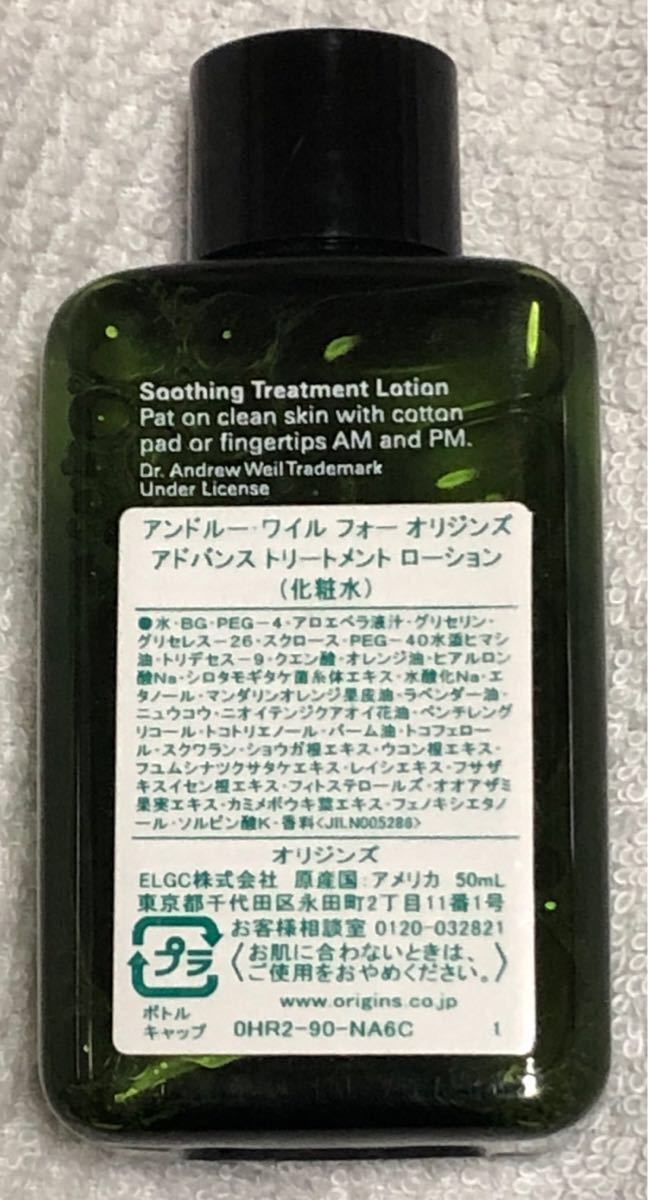 Soothing Treatment Lotion
Pat on clean skin with cotton
pad or fingertips AM and PM.
Dr. Andrew Weil Trademark
Under License
アンドルー・ワイル フォー オリジンズ
アドバンス トリートメント ローション
（化粧水）
●水・BG・PEG-4・アロエベラ液汁・グリセリン・
グリセレス-26・スクロース・PEG-40水添ヒマシ
油・トリデセス-9・クエン酸・オレンジ油・ヒアルロン
酸Na・シロタモギタケ菌糸体エキス・水酸化Na・エ
タノール・マンダリンオレンジ果皮油・ラベンダー油・
ニュウコウ・ニオイテンジクアオイ花油・ペンチレング
リコール・トコトリエノール・パーム油・トコフェロー
ル・スクワラン・ショウガ根エキス・ウコン根エキス・
フユムシナツクサタケエキス・レイシエキス・フサザ
キスイセン根エキス・フィトステロールズ・オオアザミ
果実エキス・カミメボウキ葉エキス・フェノキシエタノ
ール・ソルビン酸K・香料<JILN005286>
オリジンズ
ELGC株式会社 原産国：アメリカ 50mL
東京都千代田区永田町2丁目11番1号
お客様相談室 0120-032821
〈お肌に合わないときは、
ご使用をおやめください。〉
プラ
www.origins.co.jp
ボトル
キャップ 0HR2-90-NA6C 1